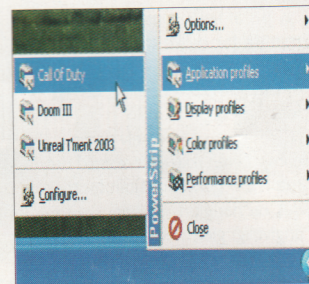 Options...
Application profiles
Display profiles
Color profiles
Performance profiles
Close
PowerStrip
Call Of Duty
Doom III
Unreal T'ment 2003
Configure...